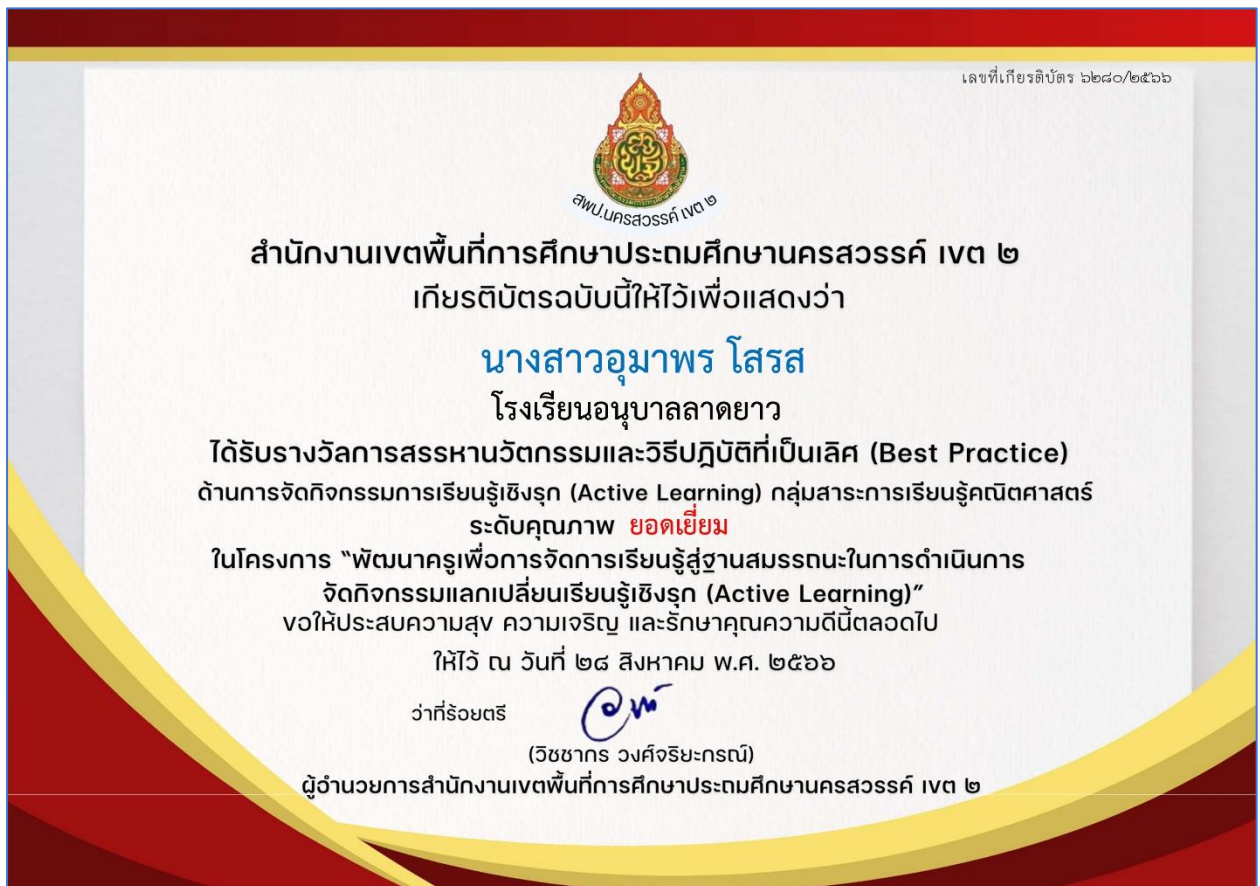 เลขที่เกียรติบัตร ๖๒๘๐/๒๕๖๖
สพป.นครสวรรค์ เขต ๒
สำนักงานเขตพื้นที่การศึกษาประถมศึกษานครสวรรค์ เขต ๒
เกียรติบัตรฉบับนี้ให้ไว้เพื่อแสดงว่า
นางสาวอุมาพร โสรส
โรงเรียนอนุบาลลาดยาว
ได้รับรางวัลการสรรหานวัตกรรมและวิธีปฎิบัติที่เป็นเลิศ (Best Practice)
ด้านการจัดกิจกรรมการเรียนรู้เชิงรุก (Active Learning) กลุ่มสาระการเรียนรู้คณิตศาสตร์
ระดับคุณภาพ ยอดเยี่ยม
ในโครงการ “พัฒนาครูเพื่อการจัดการเรียนรู้สู่ฐานสมรรถนะในการดำเนินการ
จัดกิจกรรมแลกเปลี่ยนเรียนรู้เชิงรุก (Active Learning)”
ขอให้ประสบความสุข ความเจริญ และรักษาคุณความดีนี้ตลอดไป
ให้ไว้ ณ วันที่ ๒๘ สิงหาคม พ.ศ. ๒๕๖๖
ว่าที่ร้อยตรี
(วิชชากร วงศ์จริยะกรณ์)
ผู้อำนวยการสำนักงานเขตพื้นที่การศึกษาประถมศึกษานครสวรรค์ เขต ๒